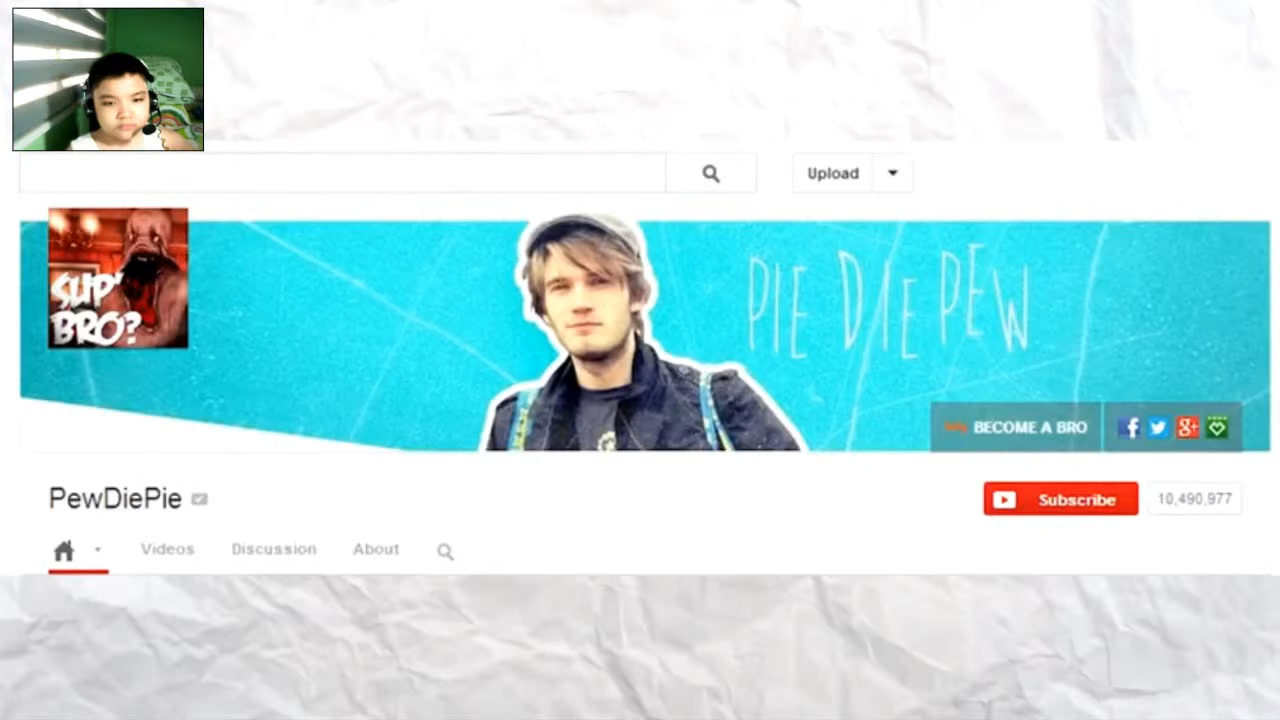 Upload
SUP'
BRO?
PIE DIE PEW
BECOME A BRO
PewDiePie
Subscribe
10,490,977
Videos
Discussion
About